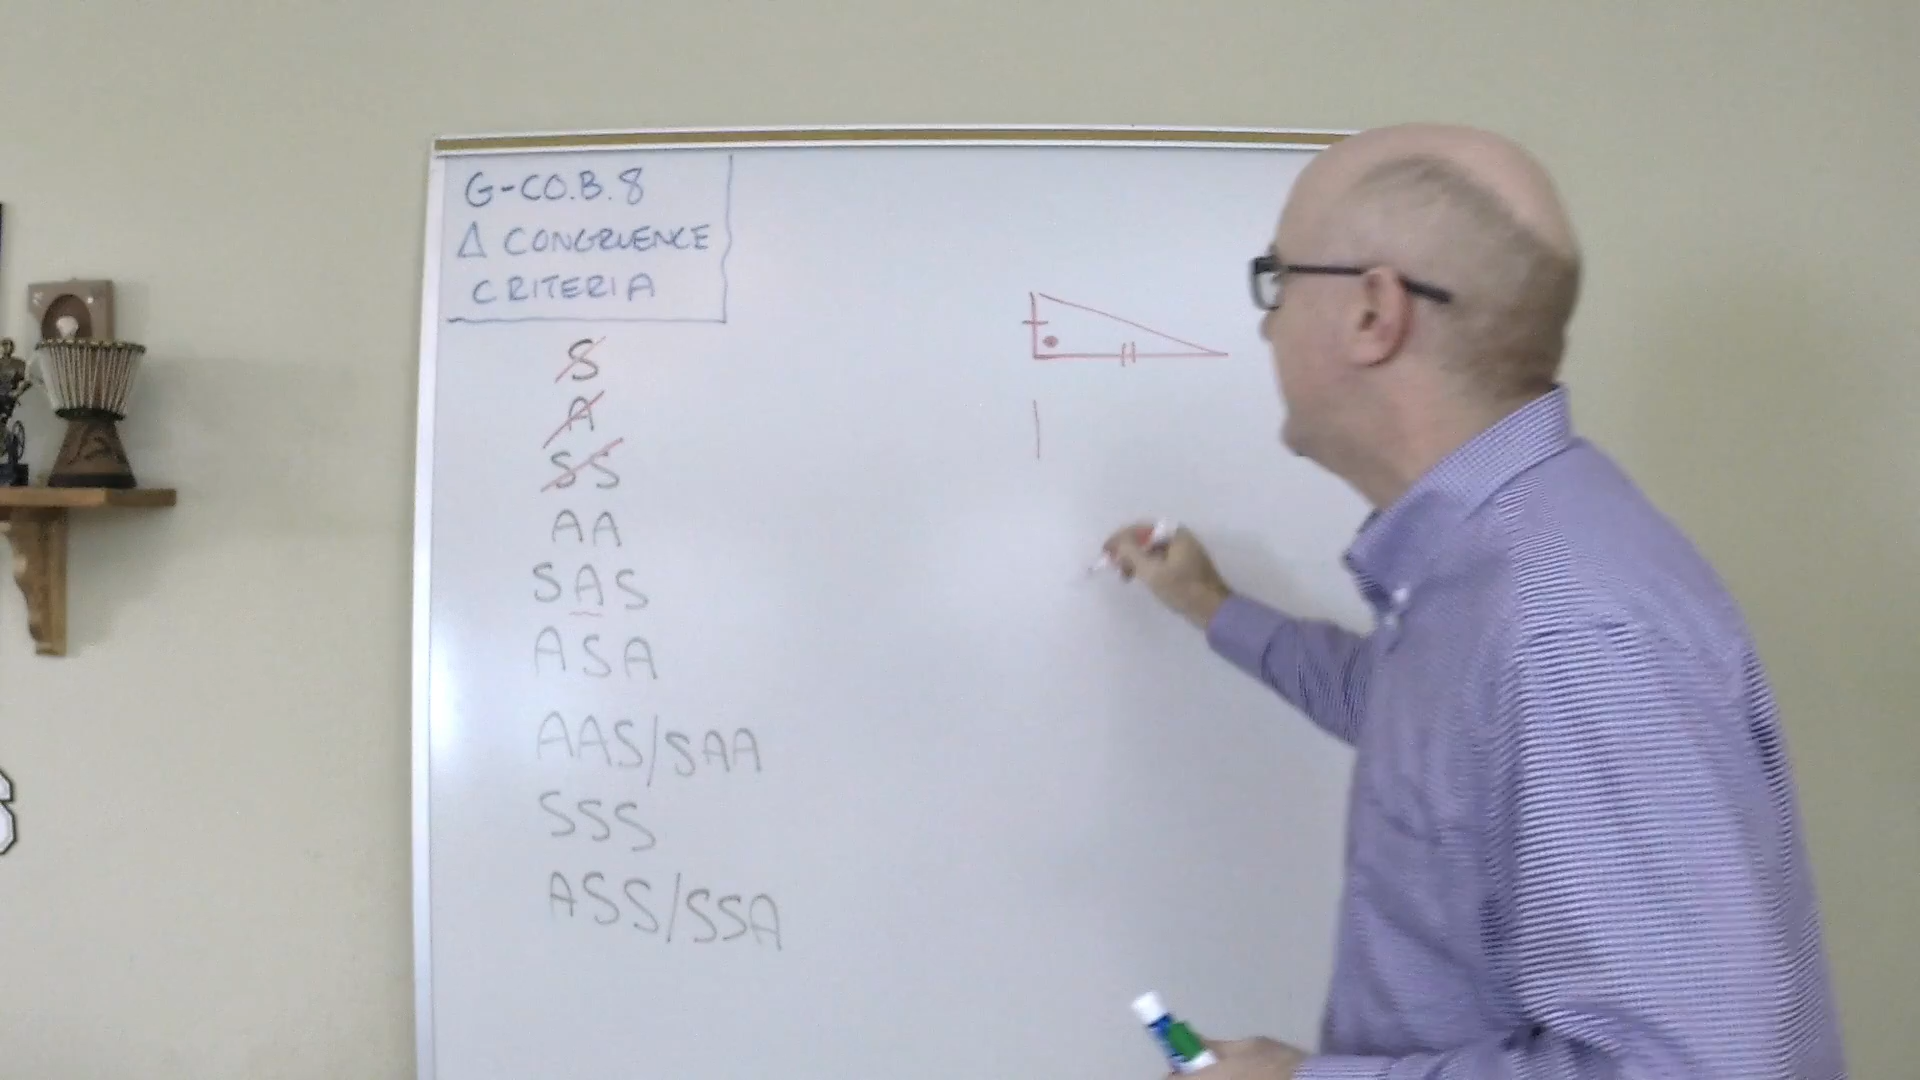 G-CO.B.8
Δ CONGRUENCE
CRITERIA
S
A
SS
AA
SAS
ASA
AAS/SAA
SSS
ASS/SSA